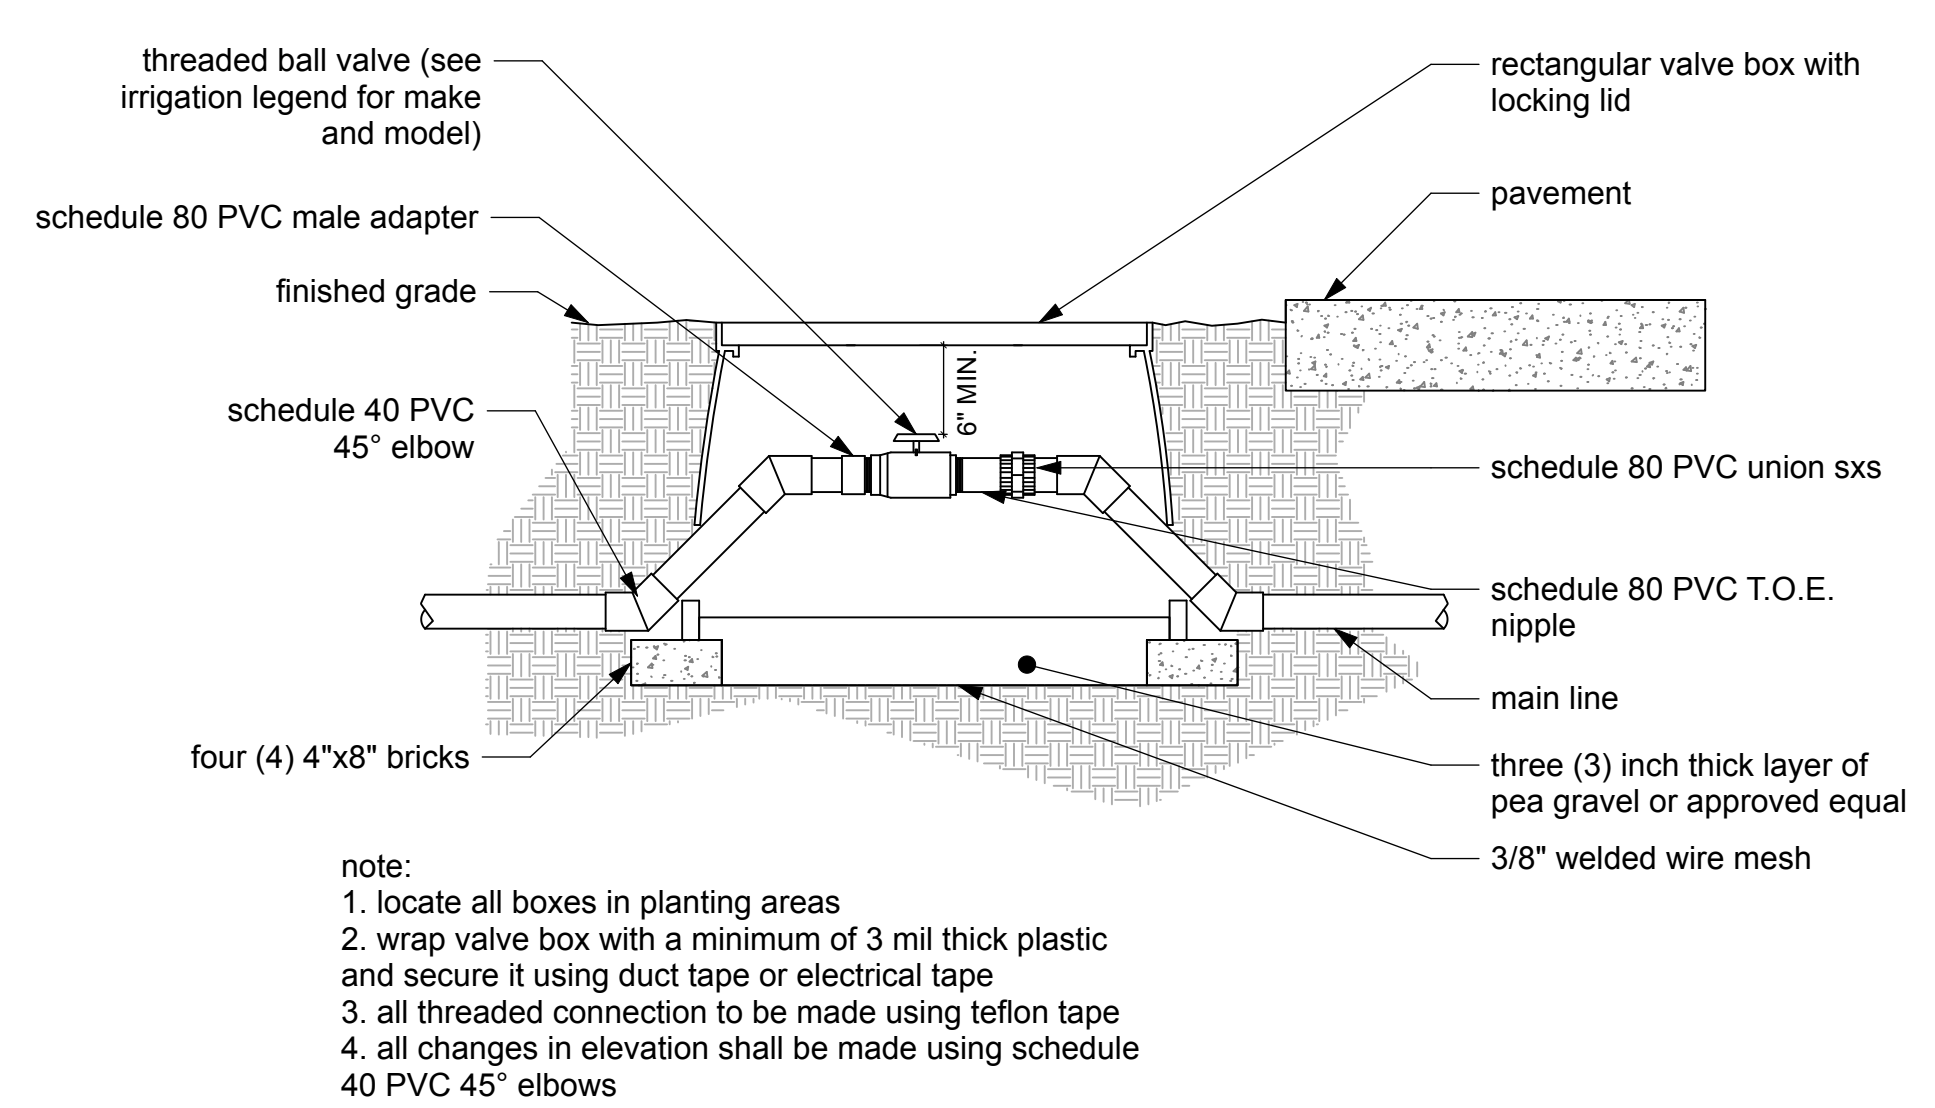 threaded ball valve (see
irrigation legend for make
and model)
schedule 80 PVC male adapter
finished grade
schedule 40 PVC
45° elbow
four (4) 4"x8" bricks
6" MIN.
rectangular valve box with
locking lid
pavement
schedule 80 PVC union sxs
schedule 80 PVC T.O.E.
nipple
main line
three (3) inch thick layer of
pea gravel or approved equal
3/8" welded wire mesh
note:
1. locate all boxes in planting areas
2. wrap valve box with a minimum of 3 mil thick plastic
and secure it using duct tape or electrical tape
3. all threaded connection to be made using teflon tape
4. all changes in elevation shall be made using schedule
40 PVC 45° elbows